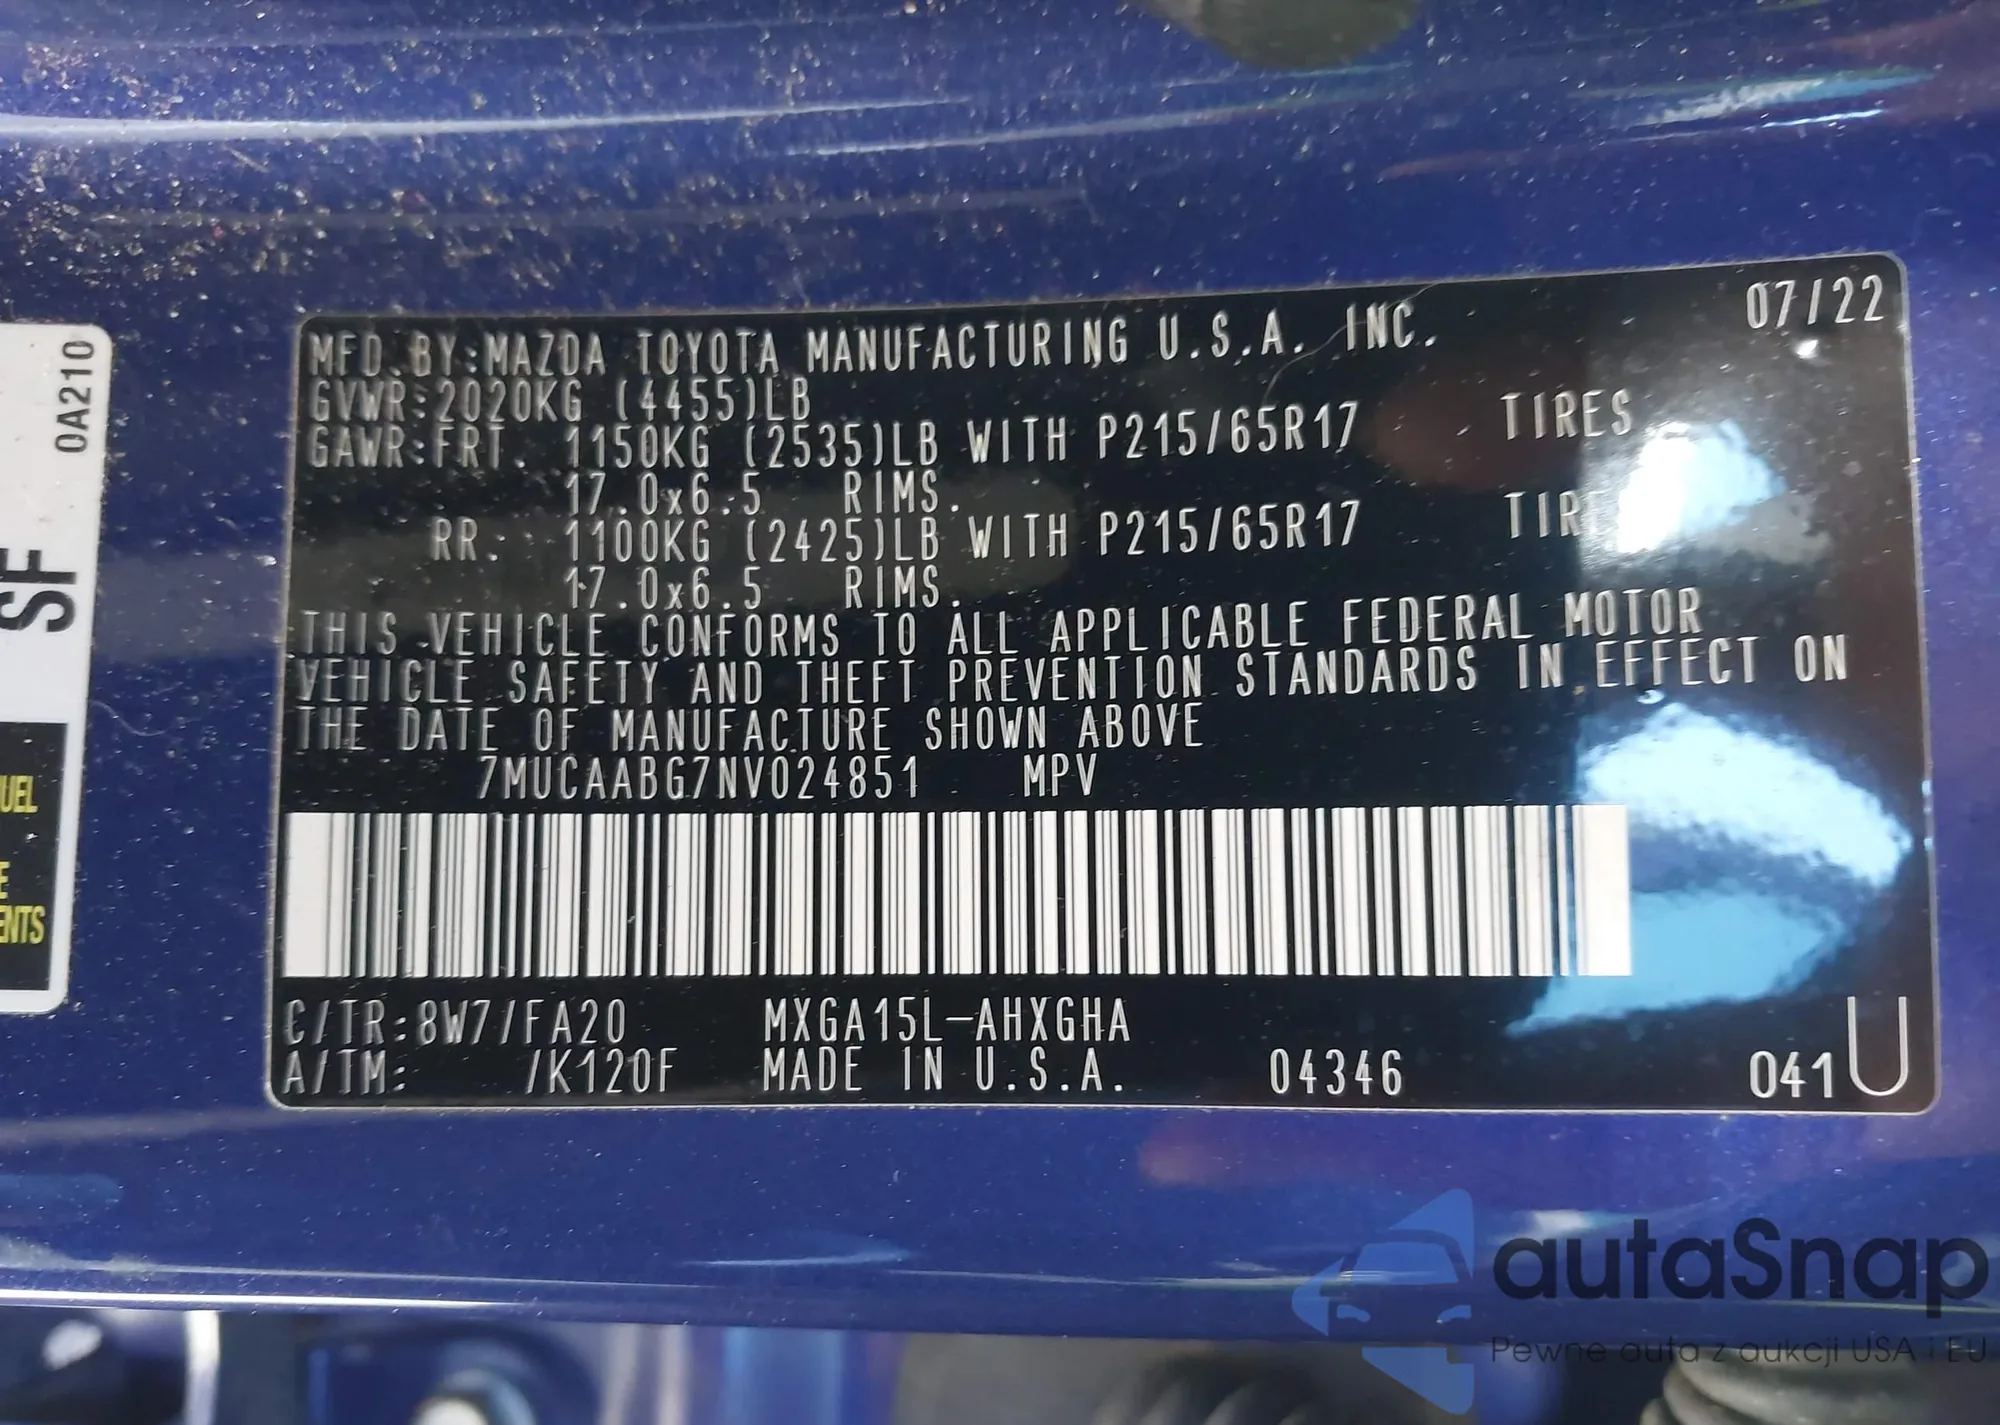 0A210
SF
UEL
E
ENTS
07/22
MFD.BY:MAZDA TOYOTA MANUFACTURING U.S.A. INC.
GVWR:2020KG (4455)LB
GAWR:FRT. 1150KG (2535)LB WITH P215/65R17 TIRES
17.0x6.5 RIMS.
RR: 1100KG (2425)LB WITH P215/65R17
17.0x6.5 RIMS.
THIS VEHICLE CONFORMS TO ALL APPLICABLE FEDERAL MOTOR
VEHICLE SAFETY AND THEFT PREVENTION STANDARDS IN EFFECT ON
THE DATE OF MANUFACTURE SHOWN ABOVE
7MUCAABG7NV024851 MPV
C/TR:8W7/FA20 MXGA15L-AHXGHA
A/TM: /K120F MADE IN U.S.A. 04346 041U
autaSnap
Pewne auta z aukcji USA i EU